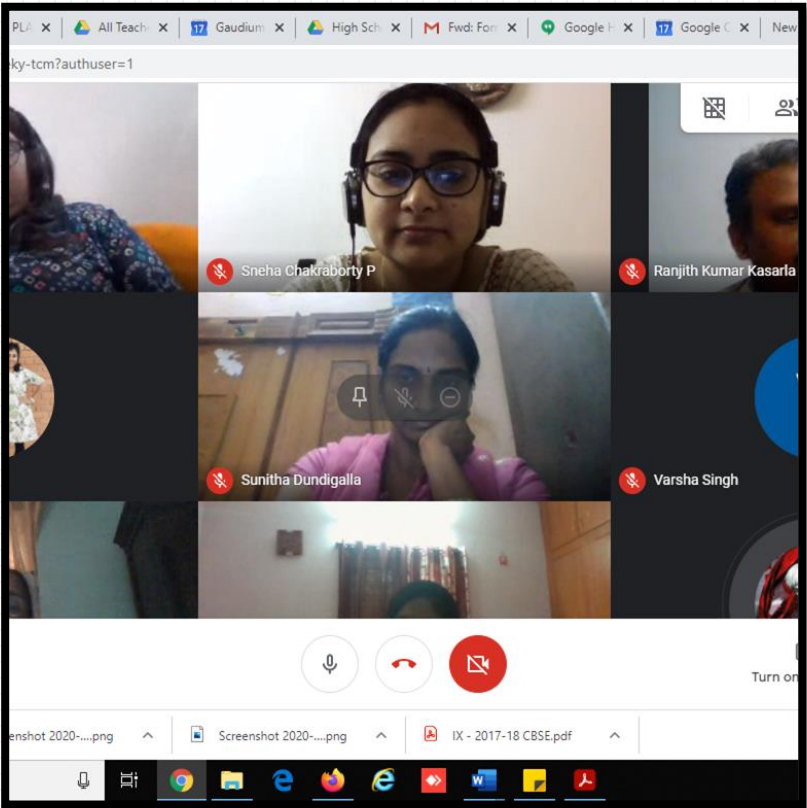 PLA
All Teach
Gaudium
High Sch
Fwd: For
Google H
Google C
New
eky-tcm?authuser=1
Sneha Chakraborty P
Ranjith Kumar Kasarla
Sunitha Dundigalla
Varsha Singh
Turn on
enshot 2020-....png
Screenshot 2020-....png
IX - 2017-18 CBSE.pdf